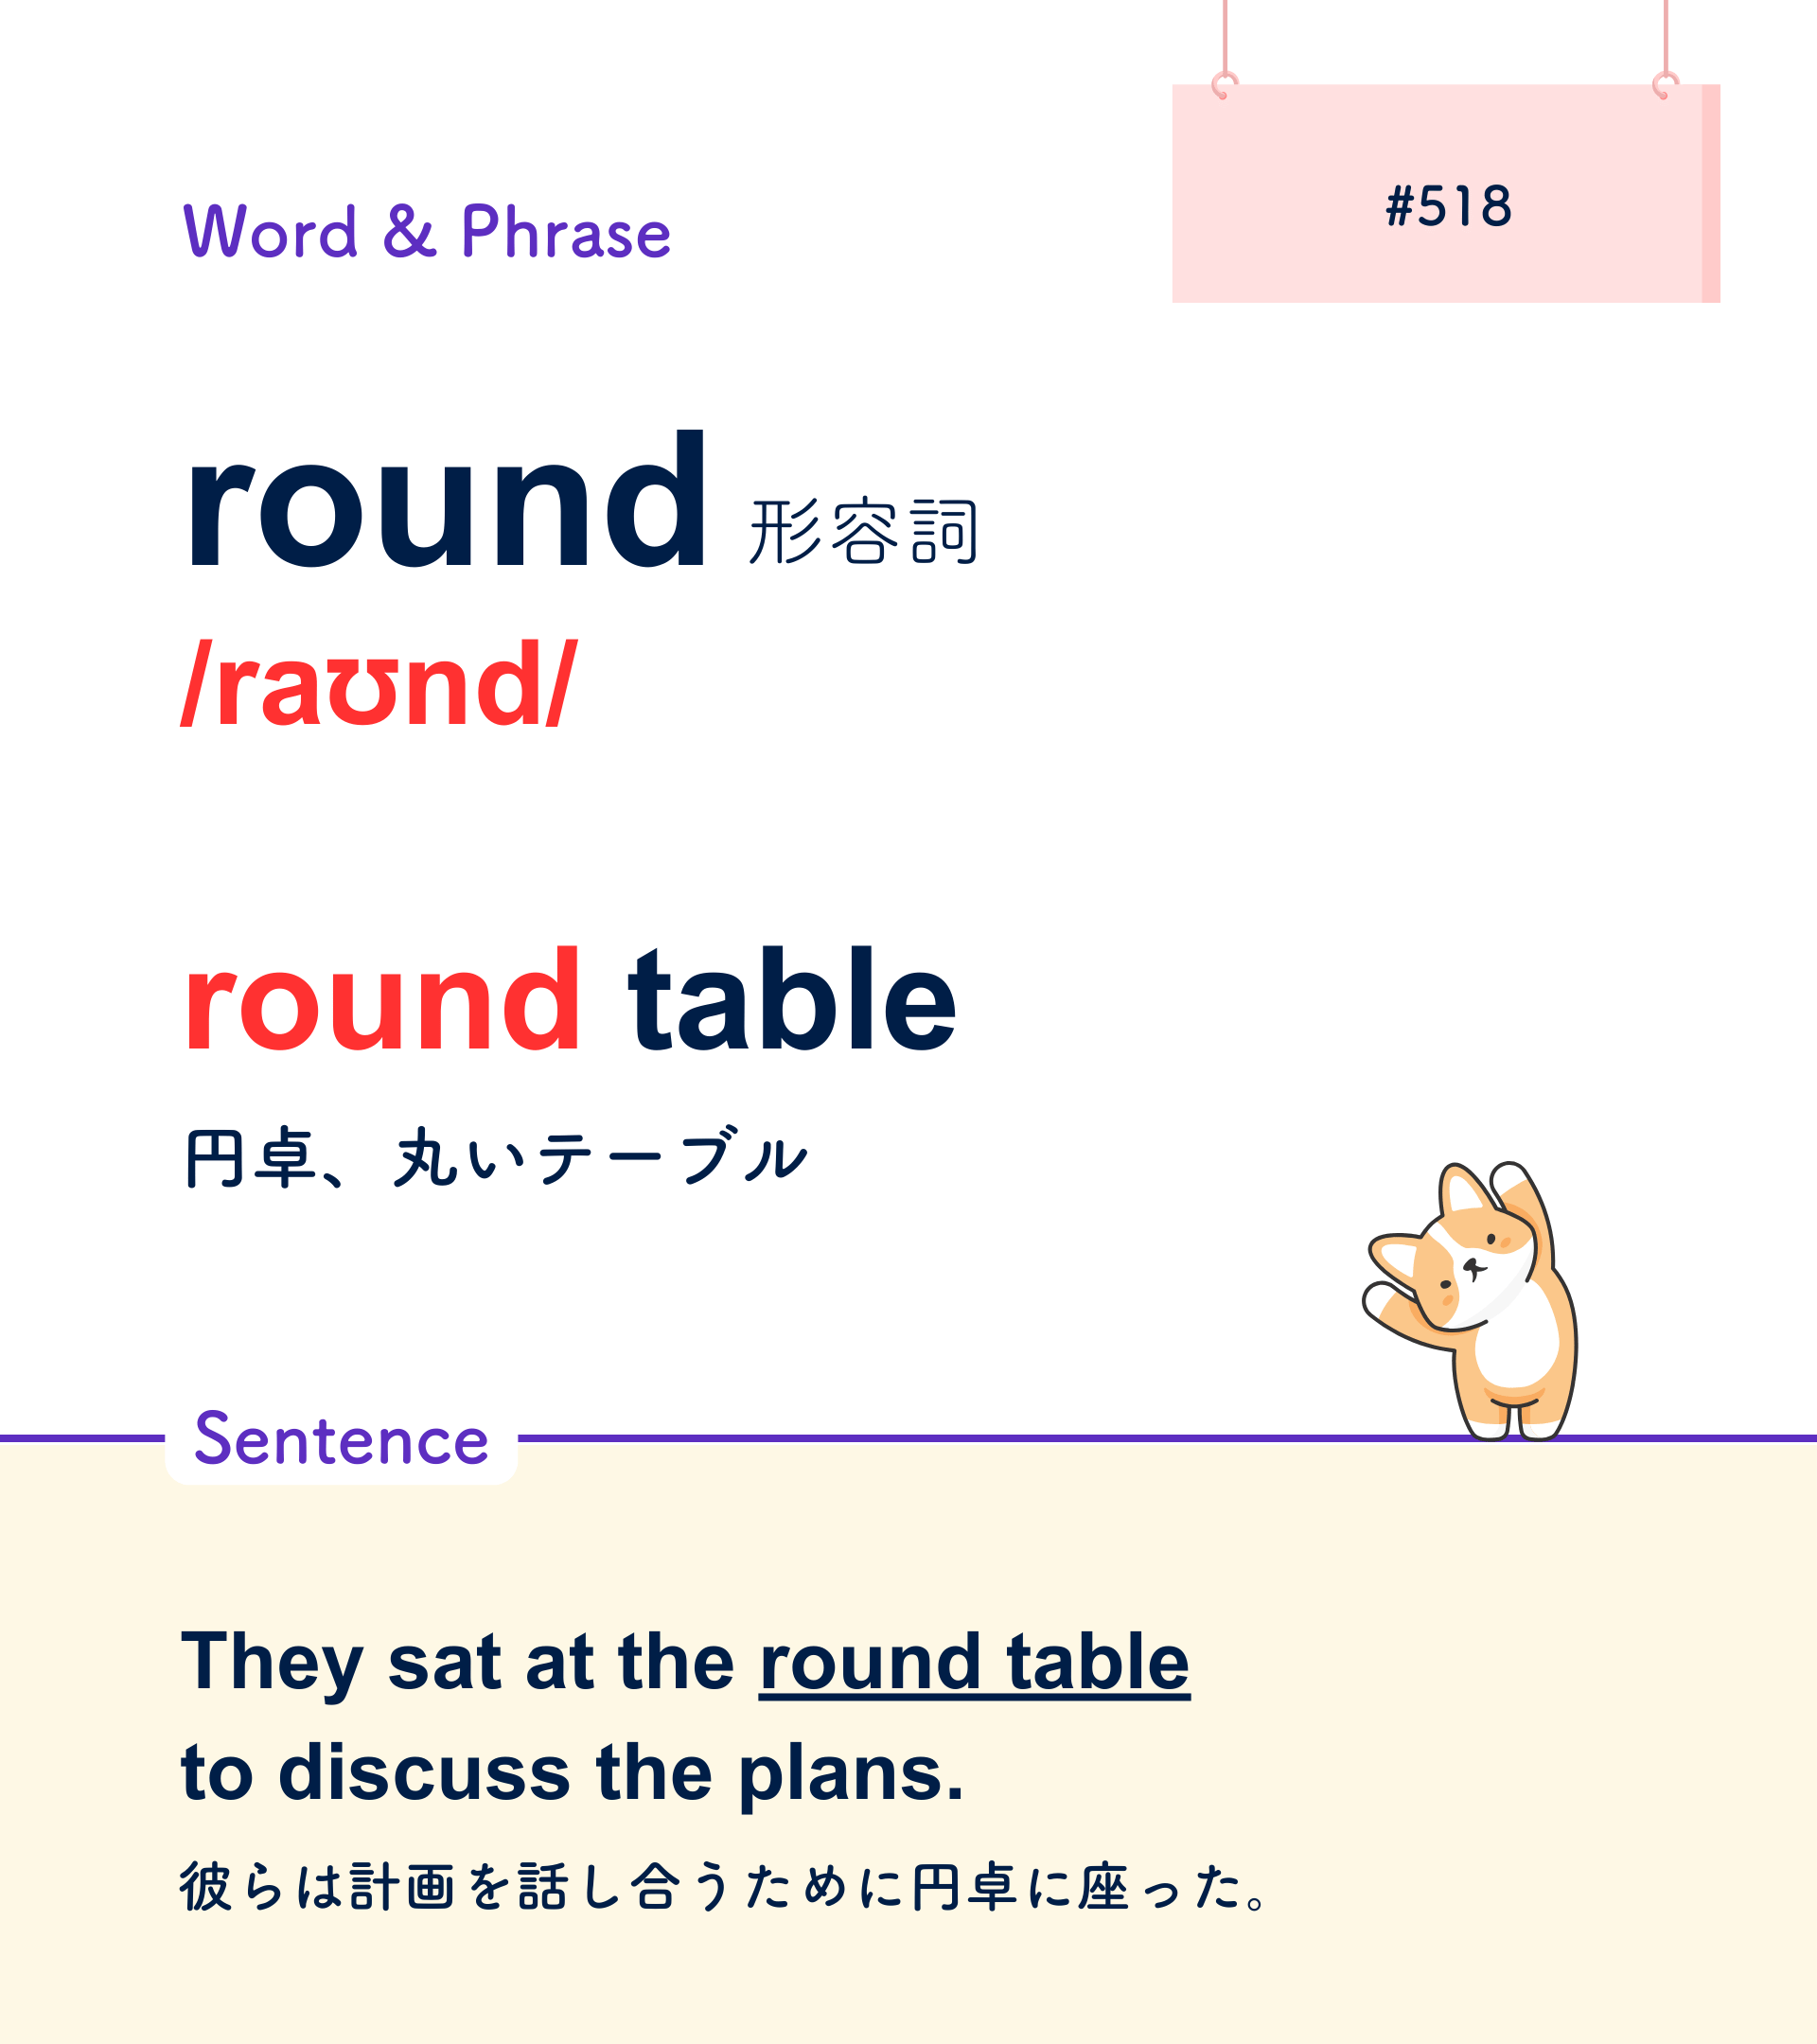 #518
Word & Phrase
round 形容詞
/raʊnd/
round table
円卓、丸いテーブル
Sentence
They sat at the round table
to discuss the plans.
彼らは計画を話し合うために円卓に座った。